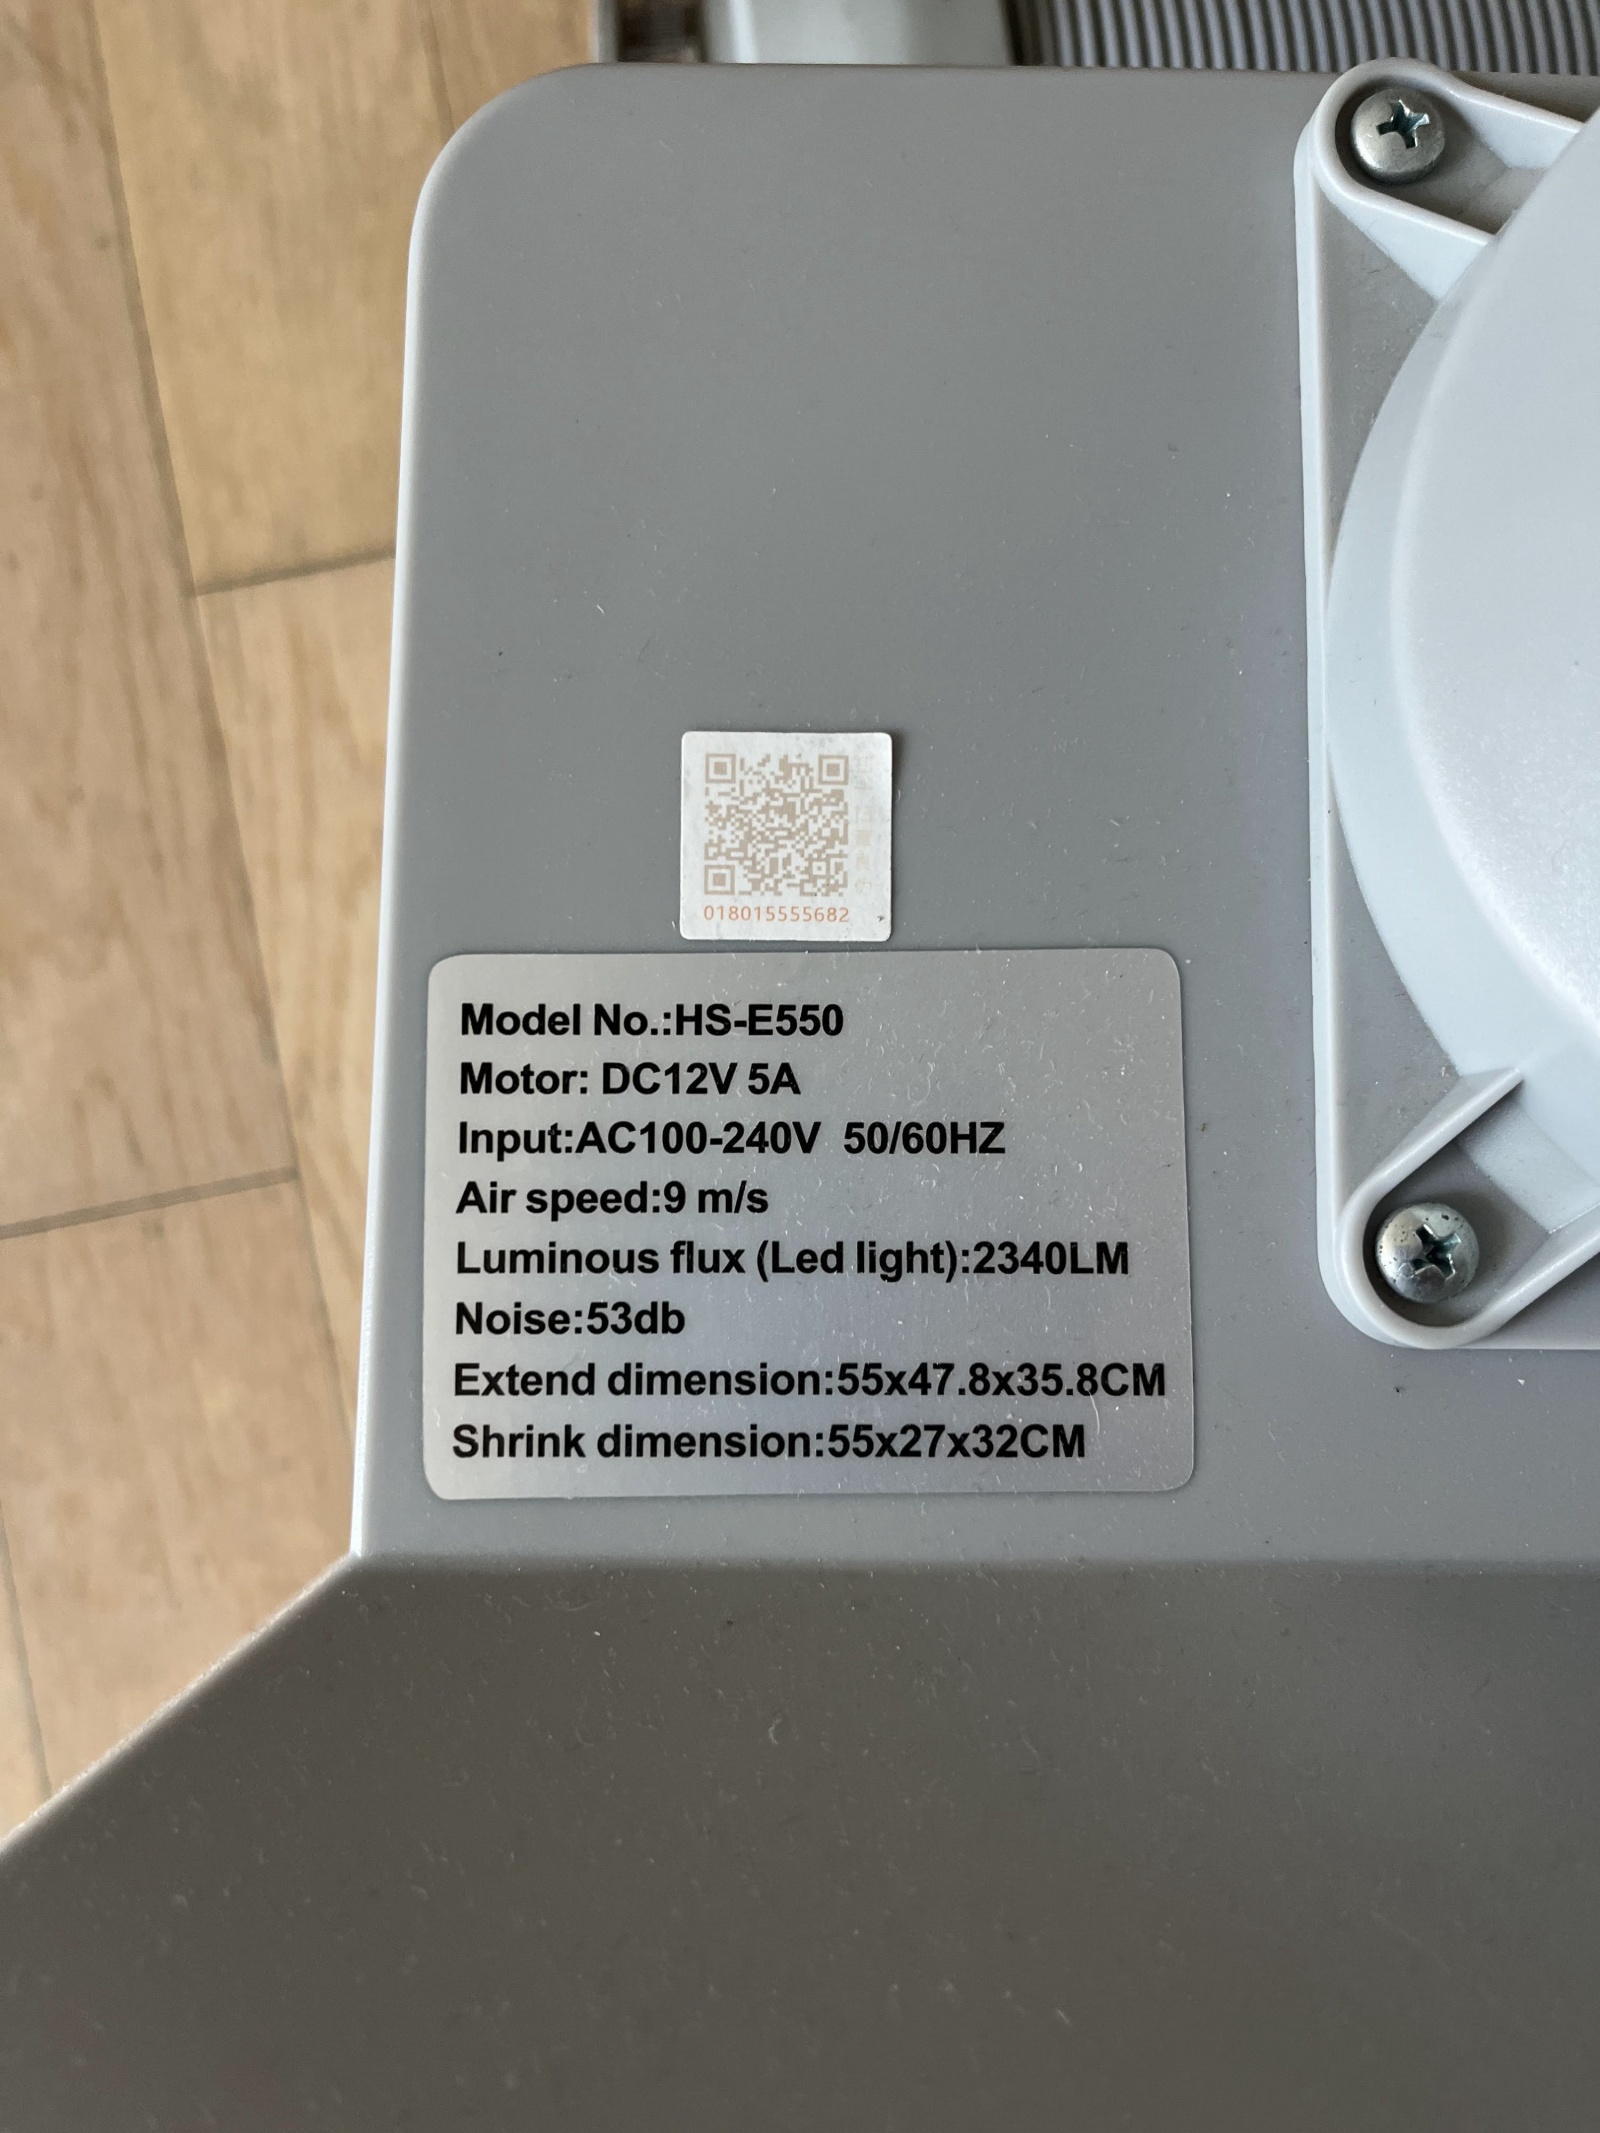 018015555682
Model No.:HS-E550
Motor: DC12V 5A
Input:AC100-240V 50/60HZ
Air speed:9 m/s
Luminous flux (Led light):2340LM
Noise:53db
Extend dimension:55x47.8x35.8CM
Shrink dimension:55x27x32CM